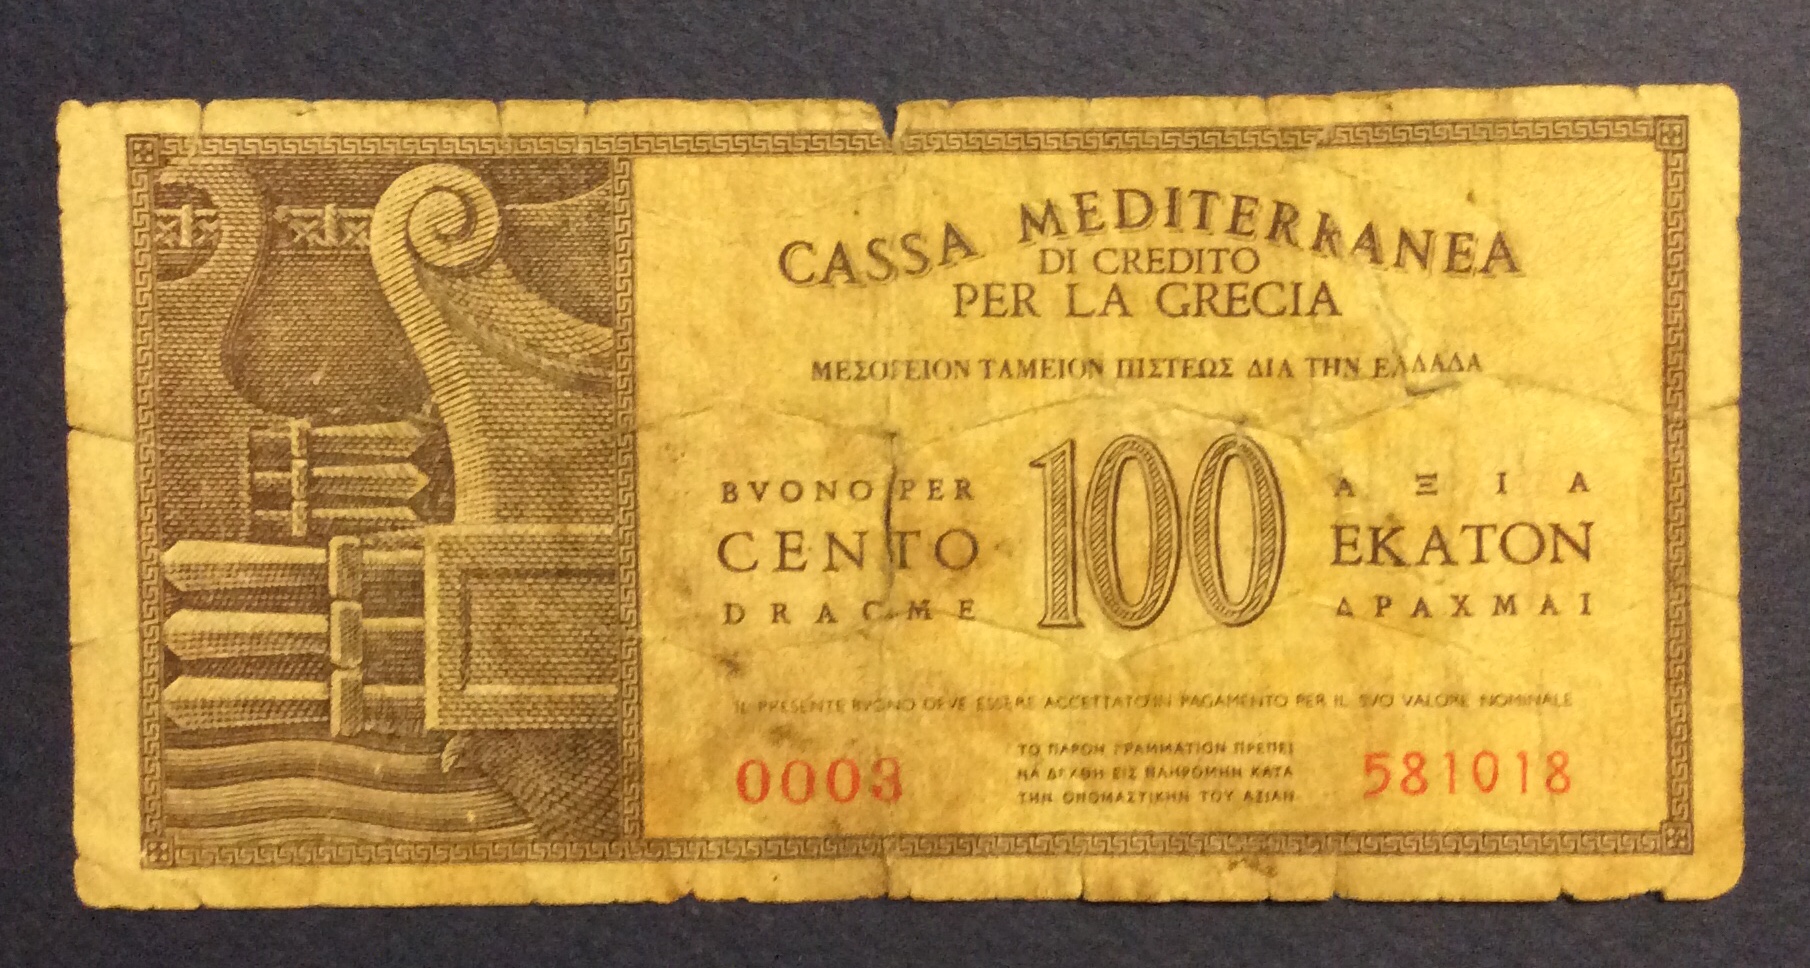 CASSA MEDITERRANEA
DI CREDITO
PER LA GRECIA
ΜΕΣΟΓΕΙΟΝ ΤΑΜΕΙΟΝ ΠΙΣΤΕΩΣ ΔΙΑ ΤΗΝ ΕΛΛΑΔΑ
BVONO PER
CENTO
DRACME
100
ΑΞΙΑ
ΕΚΑΤΟΝ
ΔΡΑΧΜΑΙ
IL PRESENTE BVONO DEVE ESSERE ACCETTATO IN PAGAMENTO PER IL SVO VALORE NOMINALE
0003
ΤΟ ΠΑΡΟΝ ΓΡΑΜΜΑΤΙΟΝ ΠΡΕΠΕΙ
ΝΑ ΔΕΧΘΗ ΕΙΣ ΠΛΗΡΩΜΗΝ ΚΑΤΑ
ΤΗΝ ΟΝΟΜΑΣΤΙΚΗΝ ΤΟΥ ΑΞΙΑΝ
581018